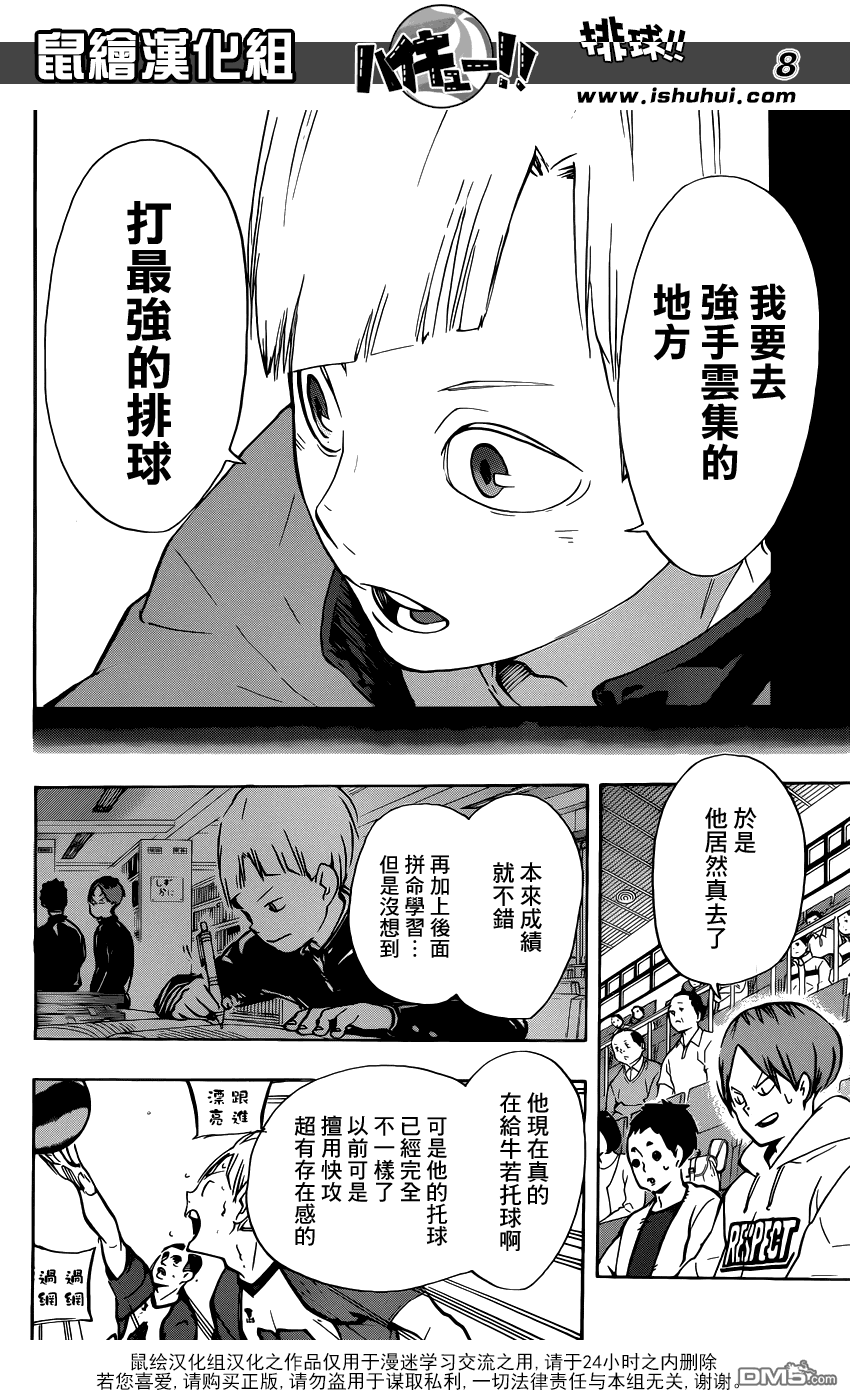 鼠繪漢化組
ハイキュー!!
排球!!
8
www.ishuhui.com
我要去
強手雲集的
地方
打最強的排球
於是
他居然真去了
RESPECT
本來成績
就不錯
再加上後面
拼命學習…
但是沒想到
他現在真的
在給牛若托球啊
可是他的托球
已經完全
不一樣了
以前可是
擅用快攻
超有存在感的
跟進
漂亮
過網
過網
鼠绘汉化组汉化之作品仅用于漫迷学习交流之用, 请于24小时之内删除
若您喜爱, 请购买正版, 请勿盗用于谋取私利, 一切法律责任与本组无关, 谢谢。
DM5.com